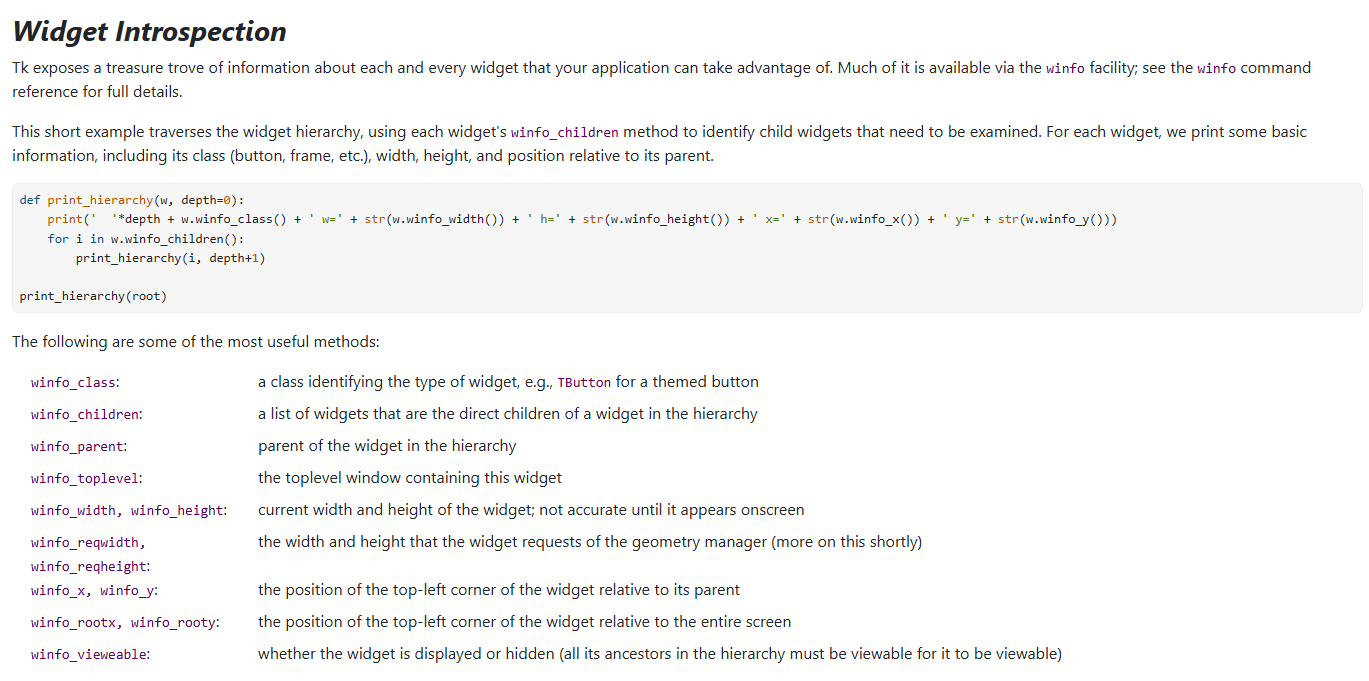 Widget Introspection
Tk exposes a treasure trove of information about each and every widget that your application can take advantage of. Much of it is available via the winfo facility; see the winfo command
reference for full details.
This short example traverses the widget hierarchy, using each widget's winfo_children method to identify child widgets that need to be examined. For each widget, we print some basic
information, including its class (button, frame, etc.), width, height, and position relative to its parent.
def print_hierarchy(w, depth=0):
    print('  '*depth + w.winfo_class() + ' w=' + str(w.winfo_width()) + ' h=' + str(w.winfo_height()) + ' x=' + str(w.winfo_x()) + ' y=' + str(w.winfo_y()))
    for i in w.winfo_children():
        print_hierarchy(i, depth+1)
print_hierarchy(root)
The following are some of the most useful methods:
winfo_class: a class identifying the type of widget, e.g., TButton for a themed button
winfo_children: a list of widgets that are the direct children of a widget in the hierarchy
winfo_parent: parent of the widget in the hierarchy
winfo_toplevel: the toplevel window containing this widget
winfo_width, winfo_height: current width and height of the widget; not accurate until it appears onscreen
winfo_reqwidth, the width and height that the widget requests of the geometry manager (more on this shortly)
winfo_reqheight:
winfo_x, winfo_y: the position of the top-left corner of the widget relative to its parent
winfo_rootx, winfo_rooty: the position of the top-left corner of the widget relative to the entire screen
winfo_vieweable: whether the widget is displayed or hidden (all its ancestors in the hierarchy must be viewable for it to be viewable)